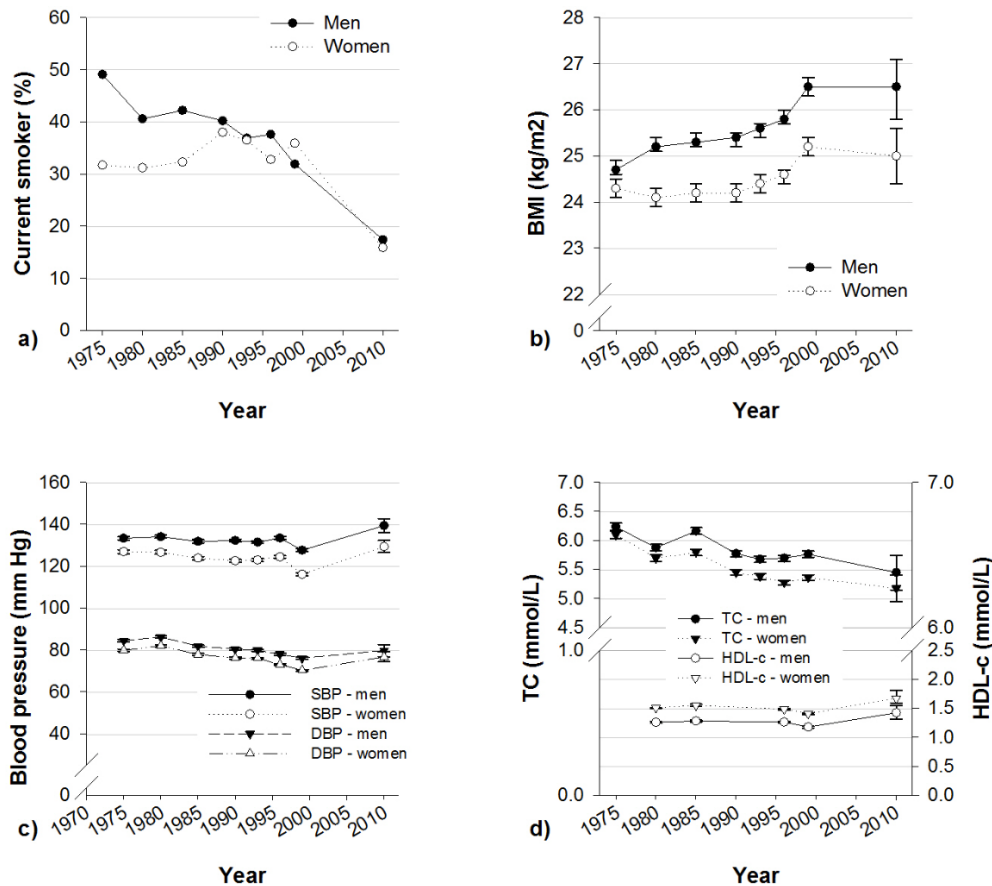 60
50
40
30
20
10
0
Current smoker (%)
Men
Women
1975
1980
1985
1990
1995
2000
2005
2010
Year
a)
28
27
26
25
24
23
22
0
BMI (kg/m2)
Men
Women
1975
1980
1985
1990
1995
2000
2005
2010
Year
b)
160
140
120
100
80
60
40
0
Blood pressure (mm Hg)
SBP - men
SBP - women
DBP - men
DBP - women
1970
1975
1980
1985
1990
1995
2000
2005
2010
Year
c)
7.0
6.5
6.0
5.5
5.0
4.5
1.0
0.0
TC (mmol/L)
TC - men
TC - women
HDL-c - men
HDL-c - women
7.0
6.0
2.5
2.0
1.5
1.0
0.5
0.0
HDL-c (mmol/L)
1975
1980
1985
1990
1995
2000
2005
2010
Year
d)